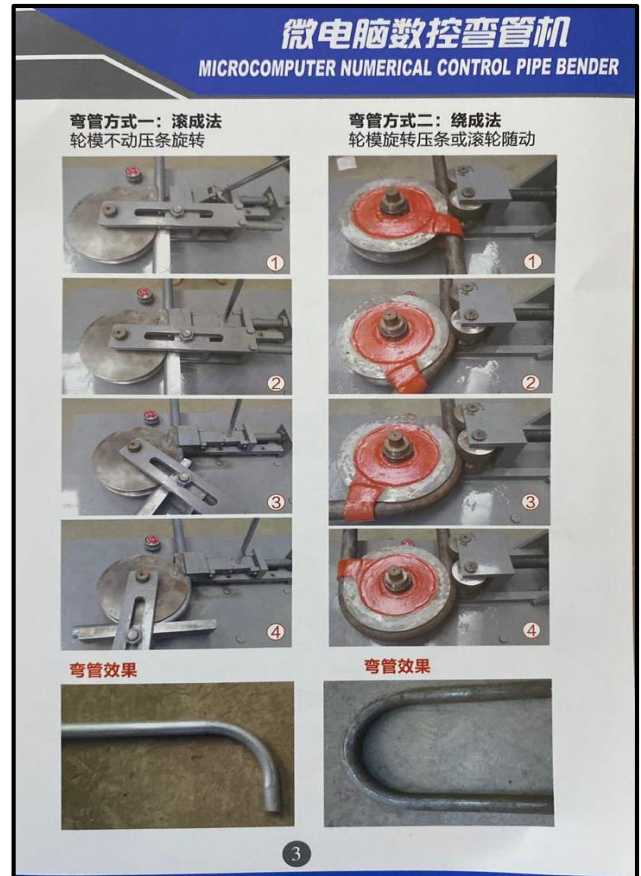 微电脑数控弯管机
MICROCOMPUTER NUMERICAL CONTROL PIPE BENDER
弯管方式一：滚成法
轮模不动压条旋转
①
②
③
④
弯管效果
弯管方式二：绕成法
轮模旋转压条或滚轮随动
①
②
③
④
弯管效果
3